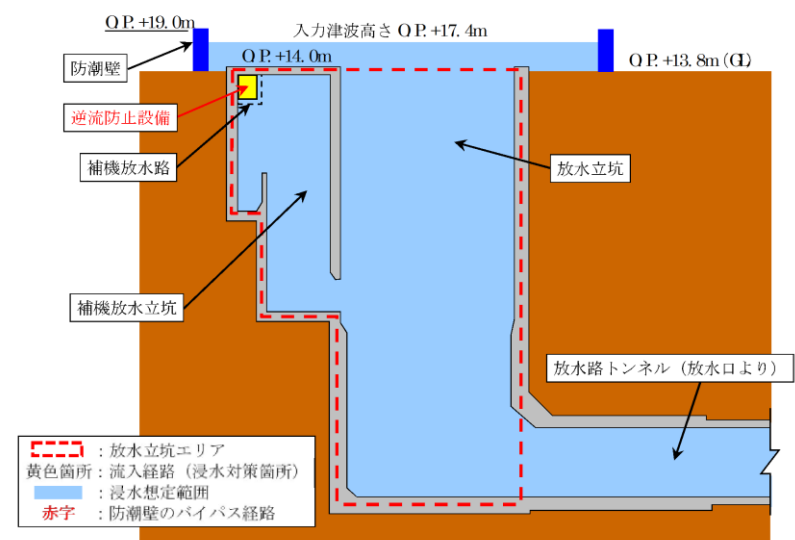 O.P.+19.0m
入力津波高さ O.P.+17.4m
防潮壁
O.P.+14.0m
O.P.+13.8m(GL)
逆流防止設備
補機放水路
放水立坑
補機放水立坑
放水路トンネル（放水口より）
：放水立坑エリア
黄色箇所：流入経路（浸水対策箇所）
：浸水想定範囲
赤字 ：防潮壁のバイパス経路